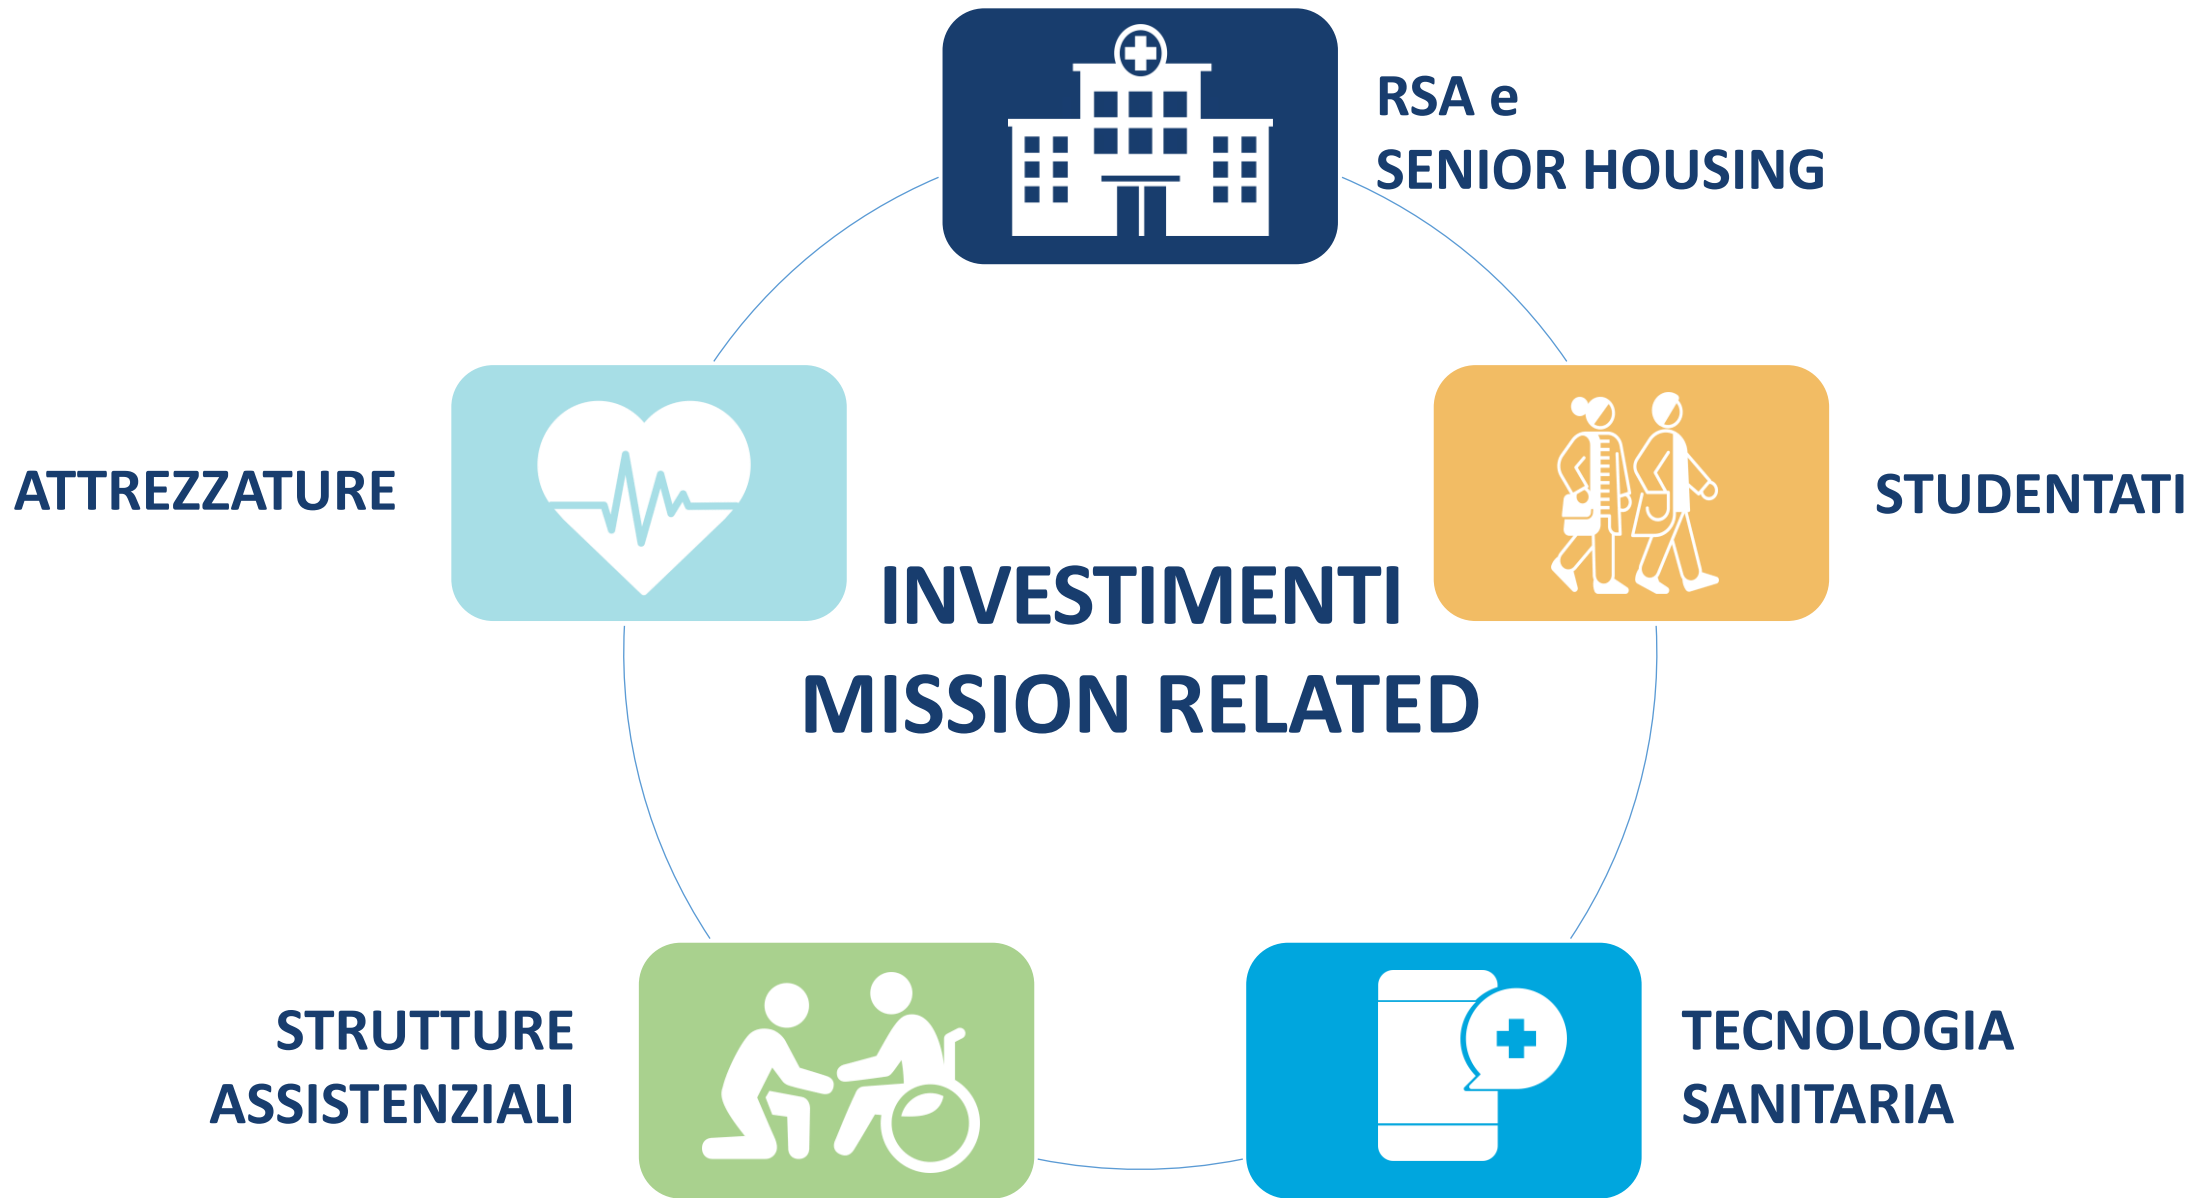 RSA e
SENIOR HOUSING
ATTREZZATURE
STUDENTATI
INVESTIMENTI
MISSION RELATED
STRUTTURE
ASSISTENZIALI
TECNOLOGIA
SANITARIA